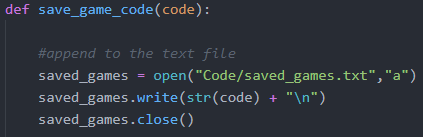 def save_game_code(code):
#append to the text file
saved_games = open("Code/saved_games.txt","a")
saved_games.write(str(code) + "\n")
saved_games.close()